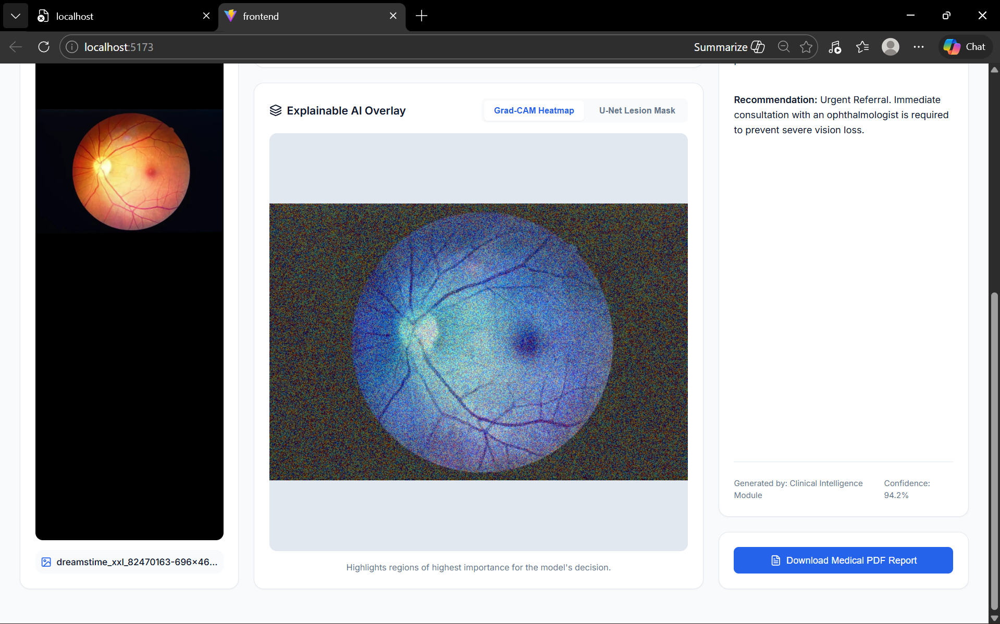 localhost
frontend
localhost:5173
Summarize
Chat
Explainable AI Overlay
Grad-CAM Heatmap
U-Net Lesion Mask
Recommendation: Urgent Referral. Immediate
consultation with an ophthalmologist is required
to prevent severe vision loss.
Generated by: Clinical Intelligence
Module
Confidence:
94.2%
dreamstime_xxl_82470163-696×46...
Highlights regions of highest importance for the model's decision.
Download Medical PDF Report